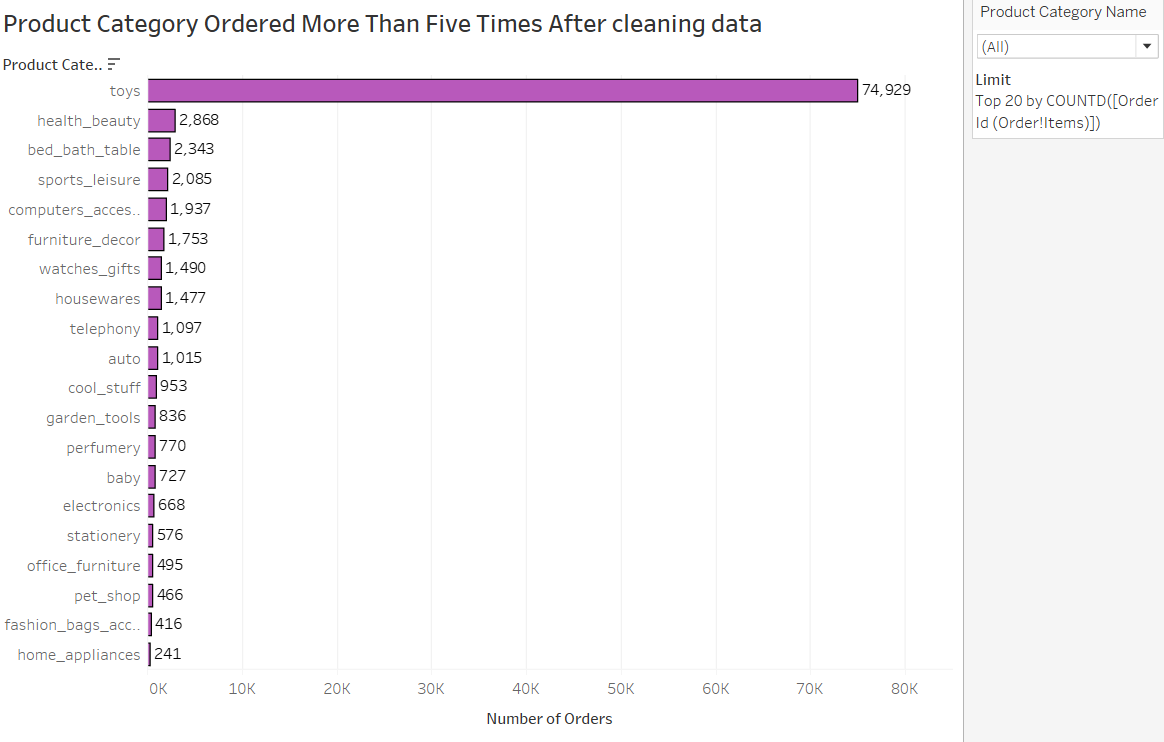 Product Category Ordered More Than Five Times After cleaning data
Product Cate..
toys 74,929
health_beauty 2,868
bed_bath_table 2,343
sports_leisure 2,085
computers_acces.. 1,937
furniture_decor 1,753
watches_gifts 1,490
housewares 1,477
telephony 1,097
auto 1,015
cool_stuff 953
garden_tools 836
perfumery 770
baby 727
electronics 668
stationery 576
office_furniture 495
pet_shop 466
fashion_bags_acc.. 416
home_appliances 241
0K 10K 20K 30K 40K 50K 60K 70K 80K
Number of Orders
Product Category Name
(All)
Limit
Top 20 by COUNTD([Order
Id (Order!Items)])